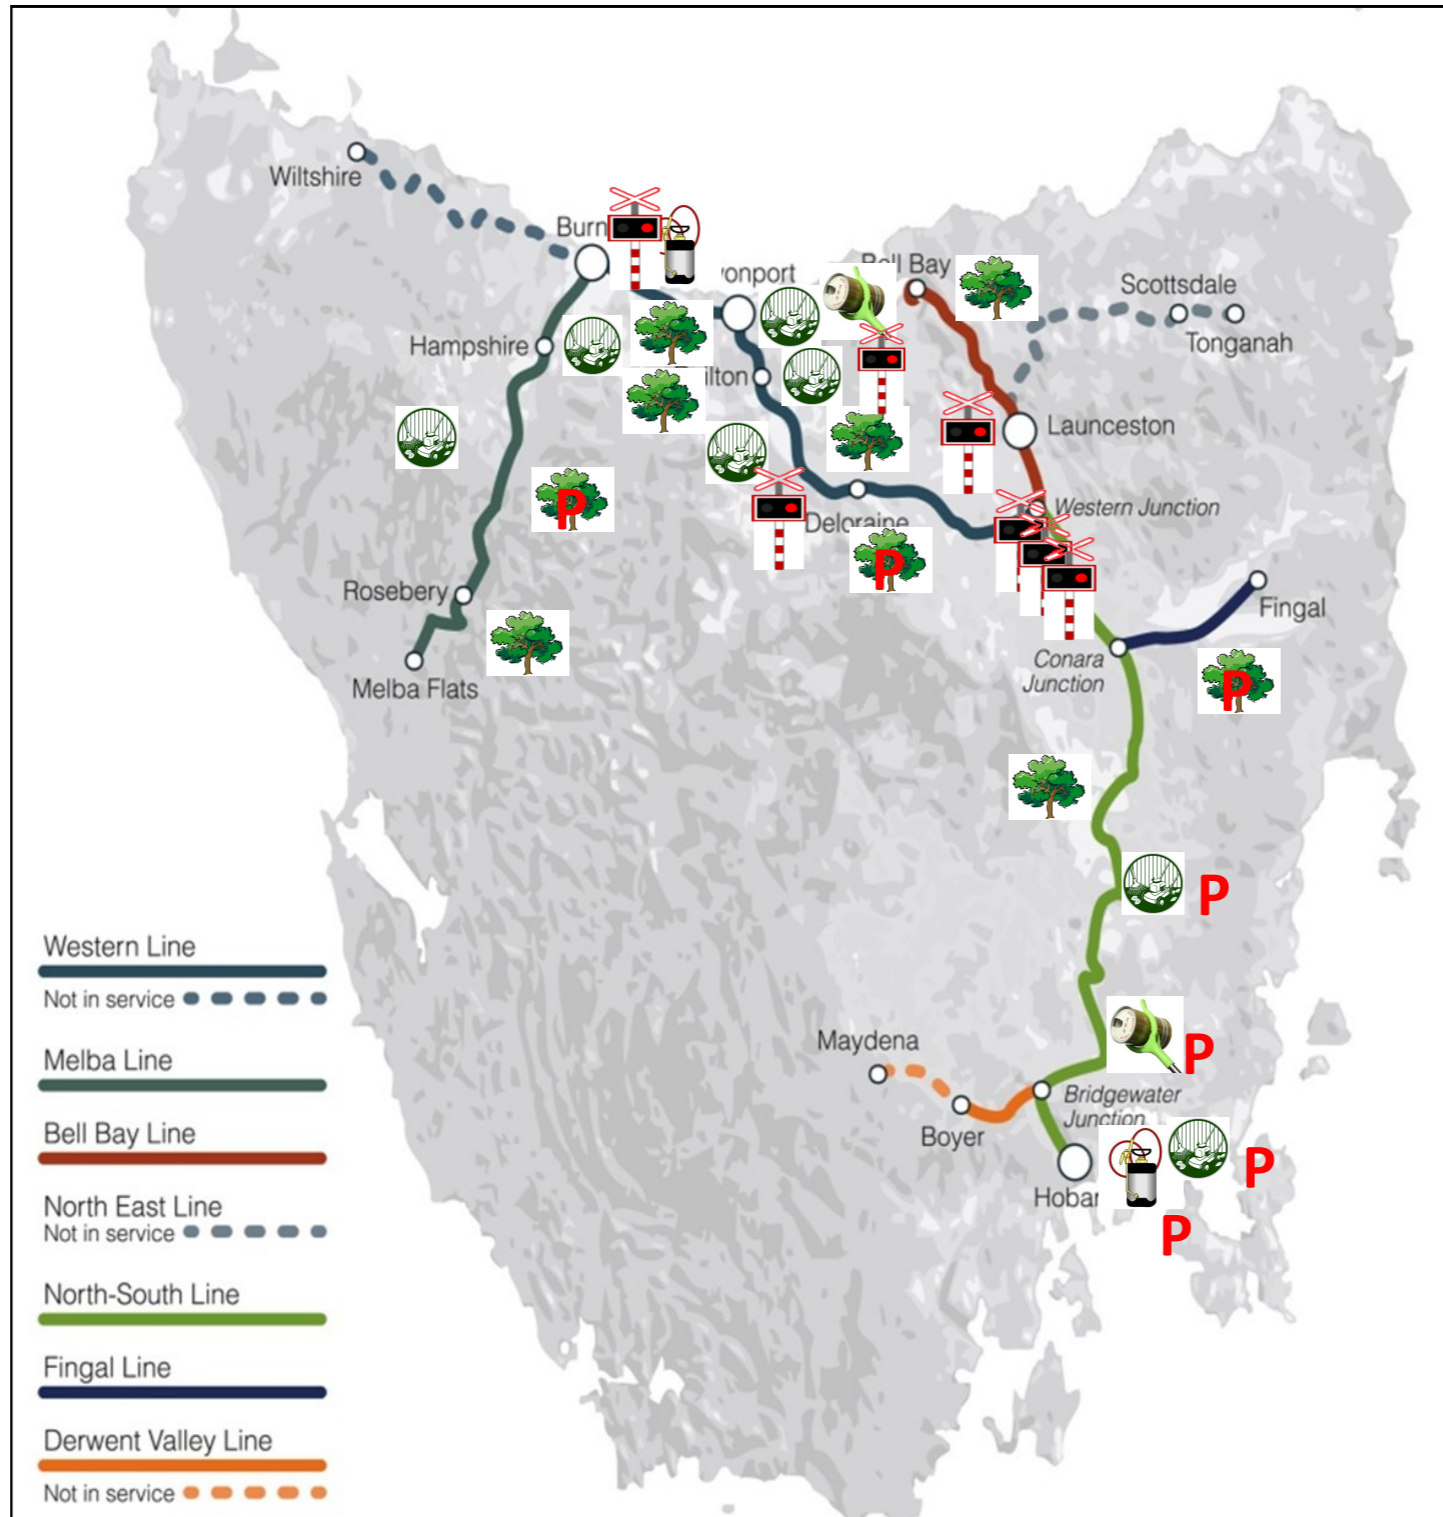 Wiltshire
Burn
vonport
Bell Bay
Scottsdale
Tonganah
Hampshire
ilton
Launceston
Western Junction
Deloraine
P
P
Rosebery
Fingal
Melba Flats
Conara
Junction
P
P
Western Line
Not in service
Maydena
P
Melba Line
Bridgewater
Junction
Boyer
Bell Bay Line
P
Hobar
P
North East Line
Not in service
North-South Line
Fingal Line
Derwent Valley Line
Not in service